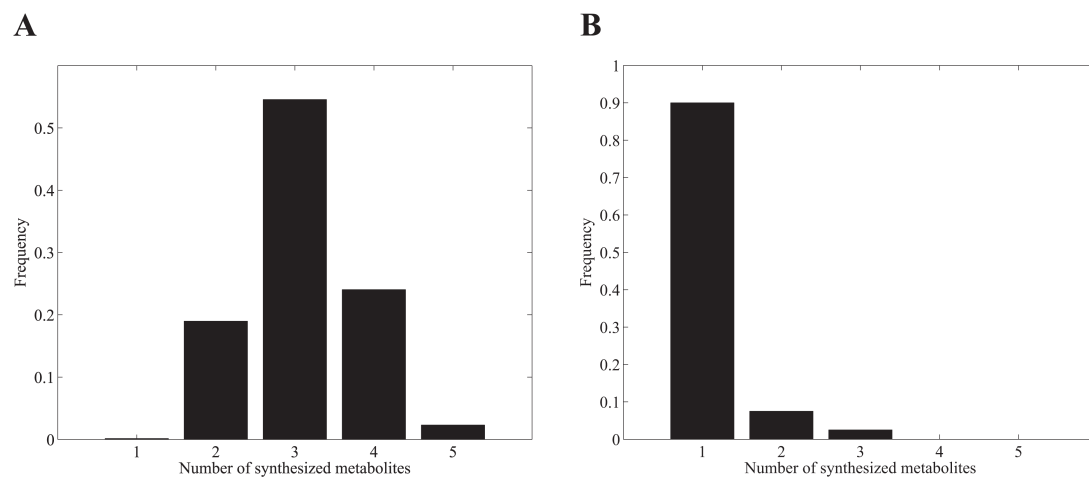 A
0.5
0.4
0.3
0.2
0.1
0
Frequency
1 2 3 4 5
Number of synthesized metabolites
B
1
0.9
0.8
0.7
0.6
0.5
0.4
0.3
0.2
0.1
0
Frequency
1 2 3 4 5
Number of synthesized metabolites